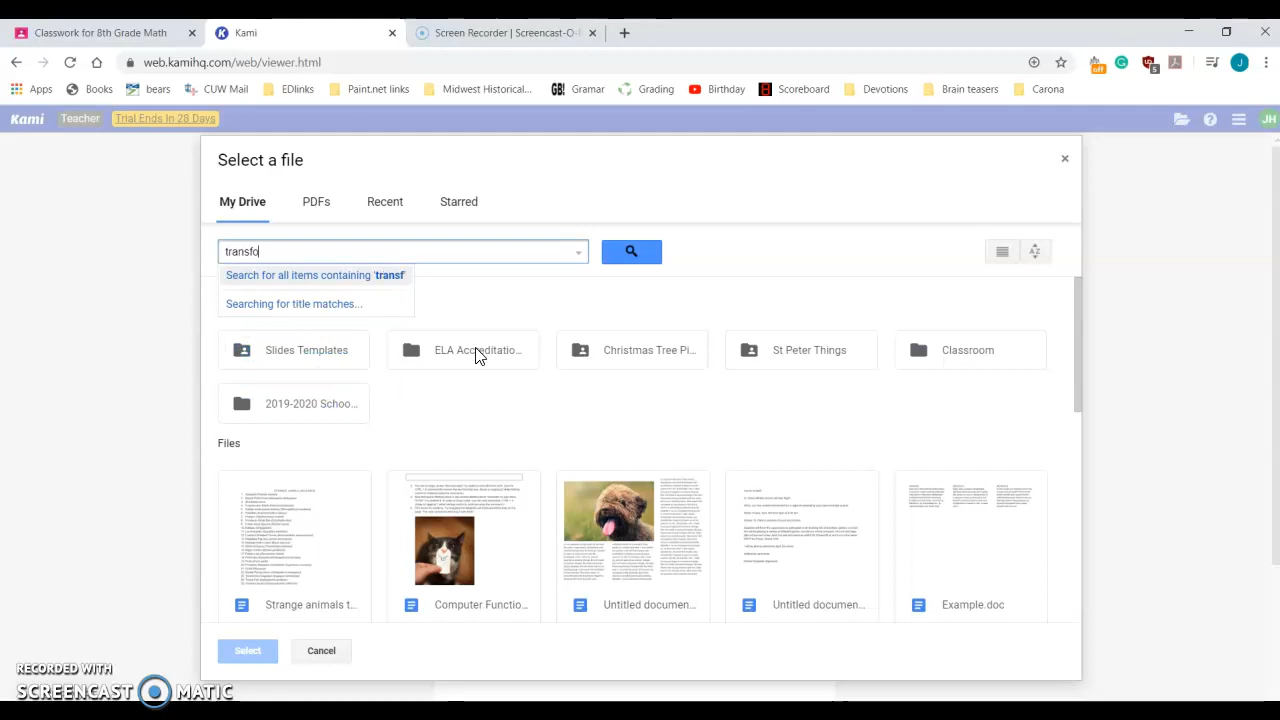 Classwork for 8th Grade Math
Kami
Screen Recorder | Screencast-O-
web.kamihq.com/web/viewer.html
off
5
J
Apps
Books
bears
CUW Mail
EDlinks
Paint.net links
Midwest Historical...
GB!
Gramar
Grading
Birthday
Scoreboard
Devotions
Brain teasers
Carona
Kami
Teacher
Trial Ends In 28 Days
JH
Select a file
My Drive
PDFs
Recent
Starred
transfo
Search for all items containing 'transf'
Searching for title matches...
Slides Templates
ELA Accreditatio...
Christmas Tree Pi...
St Peter Things
Classroom
2019-2020 Schoo...
Files
Strange animals t...
Computer Functio...
Untitled documen...
Untitled documen...
Example.doc
Select
Cancel
RECORDED WITH
SCREENCAST MATIC